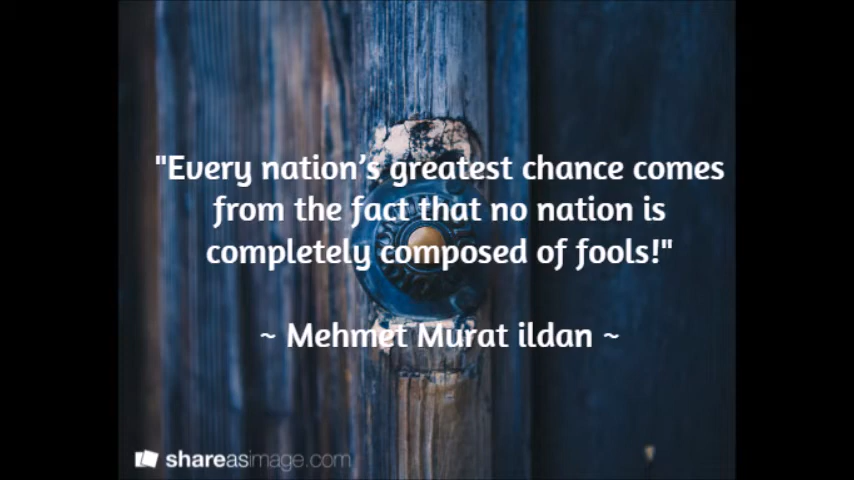 "Every nation’s greatest chance comes
from the fact that no nation is
completely composed of fools!"
~ Mehmet Murat ildan ~
shareasimage.com